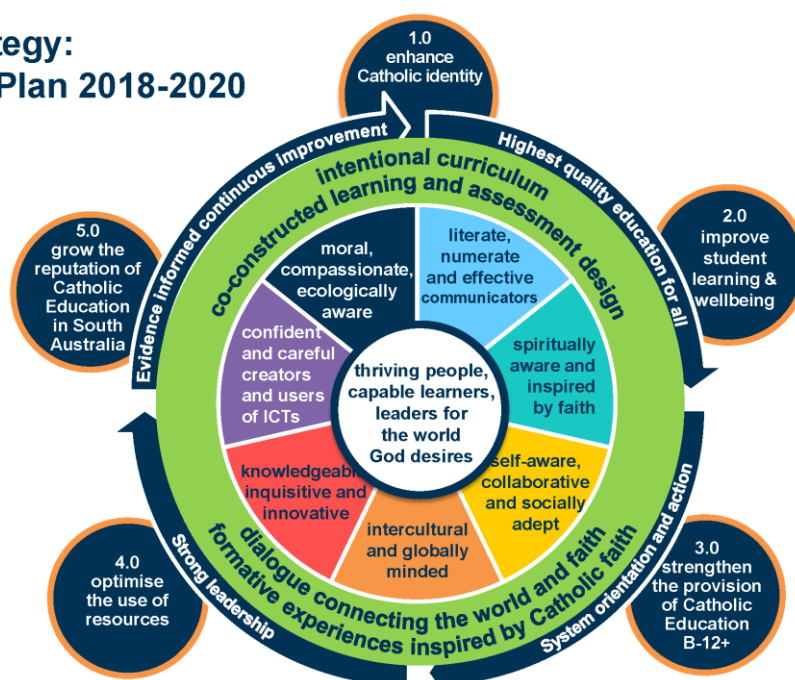 tegy:
Plan 2018-2020
1.0
enhance
Catholic identity
Highest quality education for all
2.0
improve
student
learning &
wellbeing
System orientation and action
3.0
strengthen
the provision
of Catholic
Education
B-12+
Strong leadership
4.0
optimise
the use of
resources
Evidence informed continuous improvement
5.0
grow the
reputation of
Catholic
Education
in South
Australia
intentional curriculum
co-constructed learning and assessment design
dialogue connecting the world and faith
formative experiences inspired by Catholic faith
moral,
compassionate,
ecologically
aware
literate,
numerate
and effective
communicators
spiritually
aware and
inspired
by faith
self-aware,
collaborative
and socially
adept
intercultural
and globally
minded
knowledgeabl
inquisitive and
innovative
confident
and careful
creators
and users
of ICTs
thriving people,
capable learners,
leaders for
the world
God desires